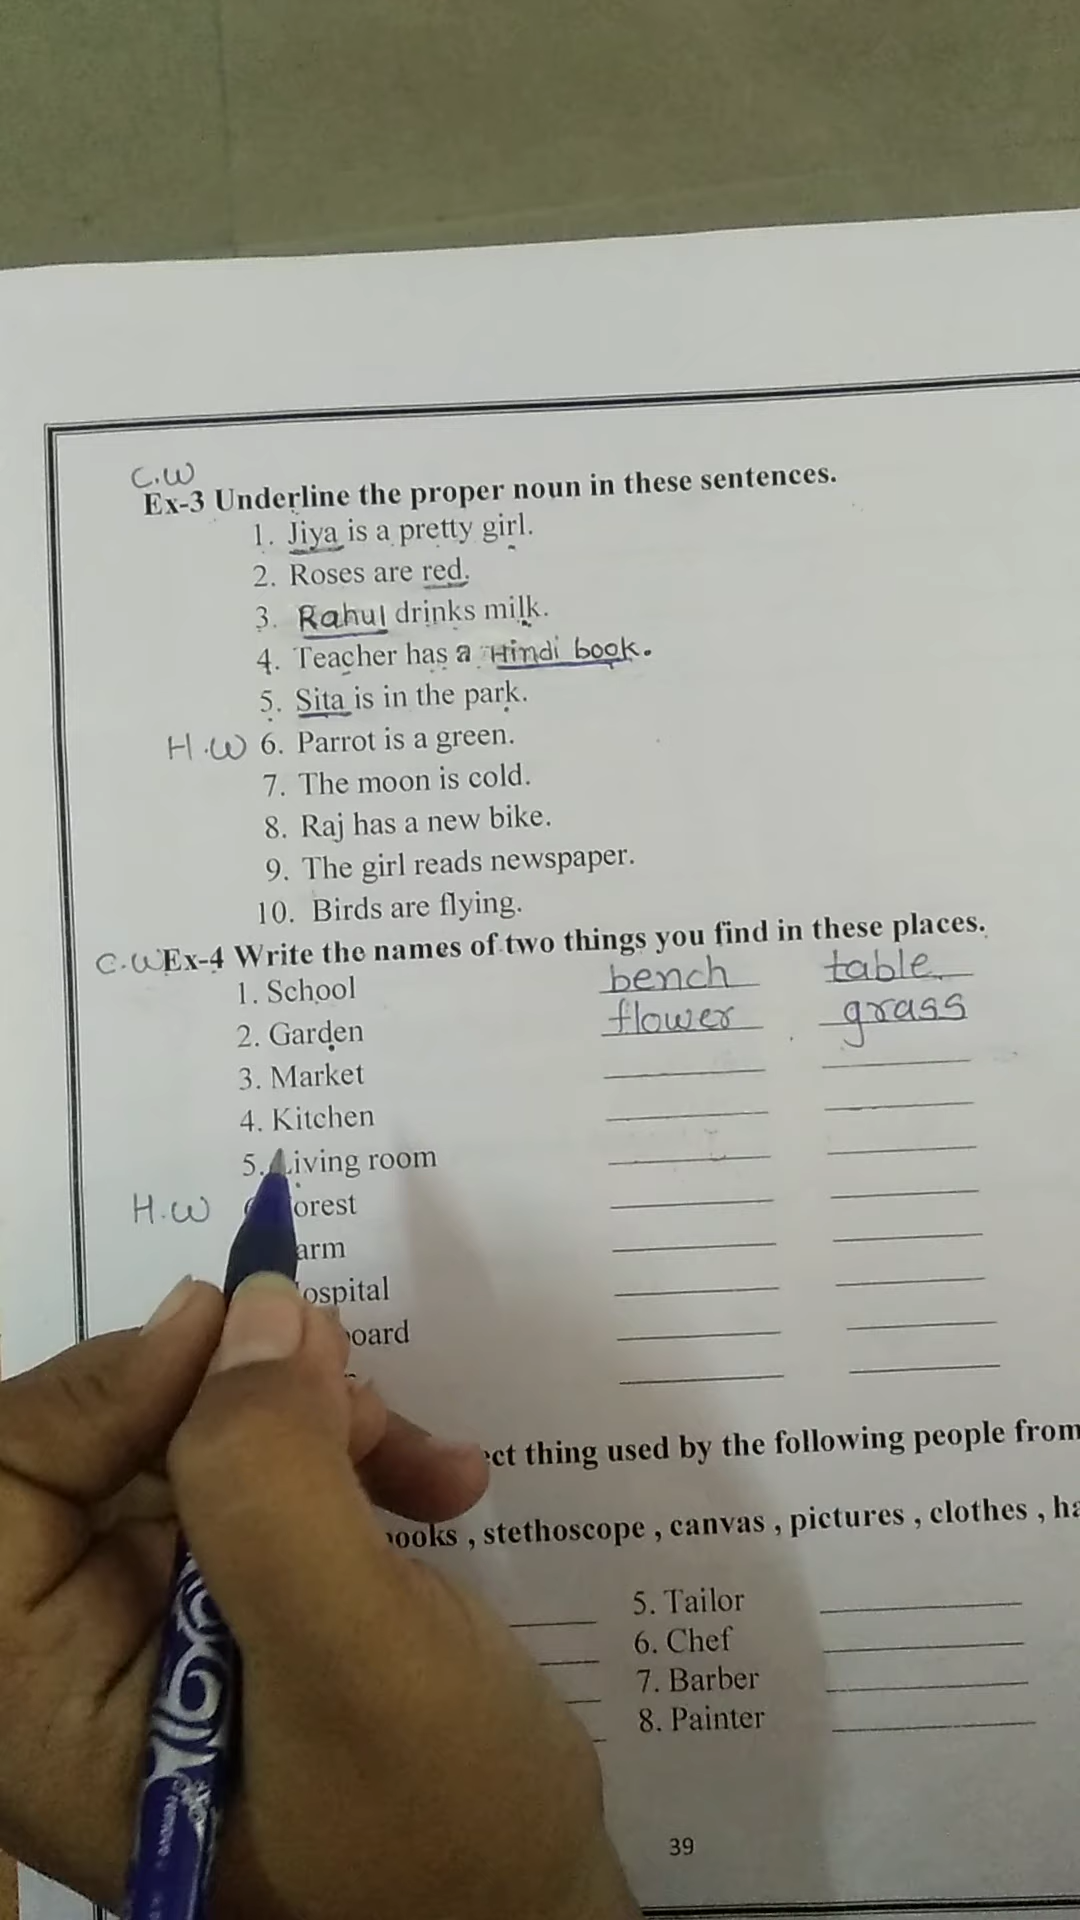 C.W
Ex-3 Underline the proper noun in these sentences.
1. Jiya is a pretty girl.
2. Roses are red.
3. Rahul drinks milk.
4. Teacher has a Hindi book.
5. Sita is in the park.
H.W 6. Parrot is a green.
7. The moon is cold.
8. Raj has a new bike.
9. The girl reads newspaper.
10. Birds are flying.
C.W Ex-4 Write the names of two things you find in these places.
1. School bench table
2. Garden flower grass
3. Market
4. Kitchen
5. Living room
H.W orest
arm
ospital
oard
ect thing used by the following people from
ooks , stethoscope , canvas , pictures , clothes , ha
5. Tailor
6. Chef
7. Barber
8. Painter
39